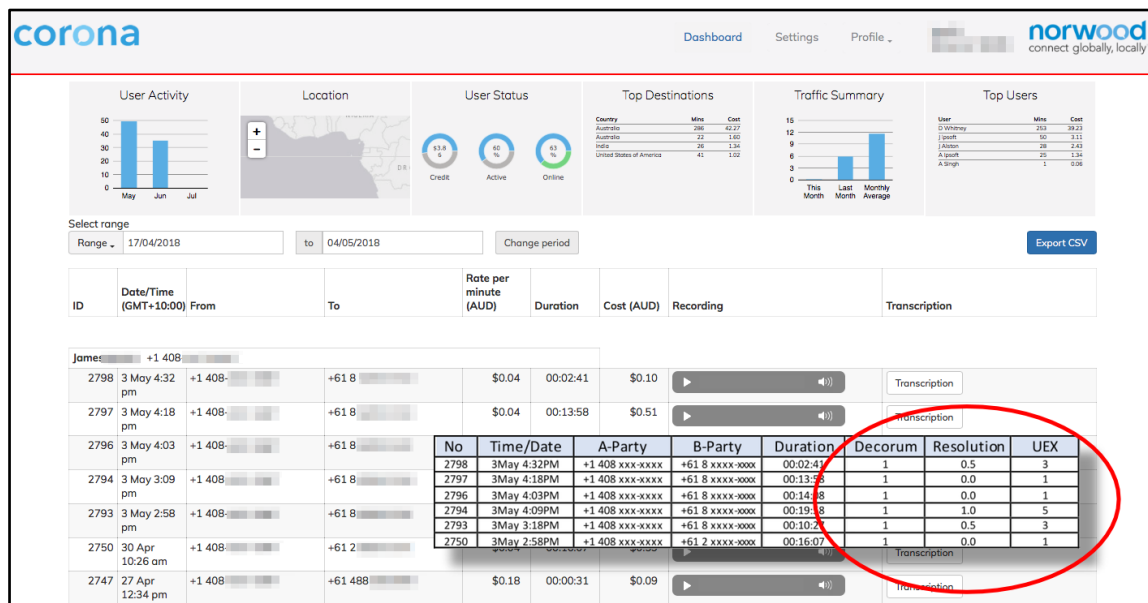 corona
Dashboard Settings Profile
norwood
connect globally, locally
User Activity
50
40
30
20
10
0
May Jun Jul
Location
+
−
User Status
$3.8
6
60
%
63
%
Credit Active Online
Top Destinations
Country Mins Cost
Australia 286 42.27
Australia 22 1.60
India 26 1.34
United States of America 41 1.02
Traffic Summary
15
12
9
6
3
0
This
Month
Last
Month
Monthly
Average
Top Users
User Mins Cost
D Whitney 253 39.23
J Ipsoft 50 3.11
J Alston 28 2.43
A Ipsoft 25 1.34
A Singh 1 0.06
Select range
Range 17/04/2018 to 04/05/2018 Change period Export CSV
ID Date/Time (GMT+10:00) From To Rate per minute (AUD) Duration Cost (AUD) Recording Transcription
James +1 408
2798 3 May 4:32 pm +1 408- +61 8 $0.04 00:02:41 $0.10 Transcription
2797 3 May 4:18 pm +1 408- +61 8 $0.04 00:13:58 $0.51 Transcription
2796 3 May 4:03 pm +1 408- +61 8
2794 3 May 3:09 pm +1 408- +61 8
2793 3 May 2:58 pm +1 408- +61 8
2750 30 Apr 10:26 am +1 408- +61 2 Transcription
2747 27 Apr 12:34 pm +1 408 +61 488 $0.18 00:00:31 $0.09 Transcription
No Time/Date A-Party B-Party Duration Decorum Resolution UEX
2798 3May 4:32PM +1 408 xxx-xxxx +61 8 xxxx-xxxx 00:02:41 1 0.5 3
2797 3May 4:18PM +1 408 xxx-xxxx +61 8 xxxx-xxxx 00:13:58 1 0.0 1
2796 3May 4:03PM +1 408 xxx-xxxx +61 8 xxxx-xxxx 1 0.0 1
2794 3May 4:09PM +1 408 xxx-xxxx +61 8 xxxx-xxxx 1 1.0 5
2793 3May 3:18PM +1 408 xxx-xxxx +61 8 xxxx-xxxx 00:10:27 1 0.5 3
2750 3May 2:58PM +1 408 xxx-xxxx +61 2 xxxx-xxxx 00:16:07 1 0.0 1